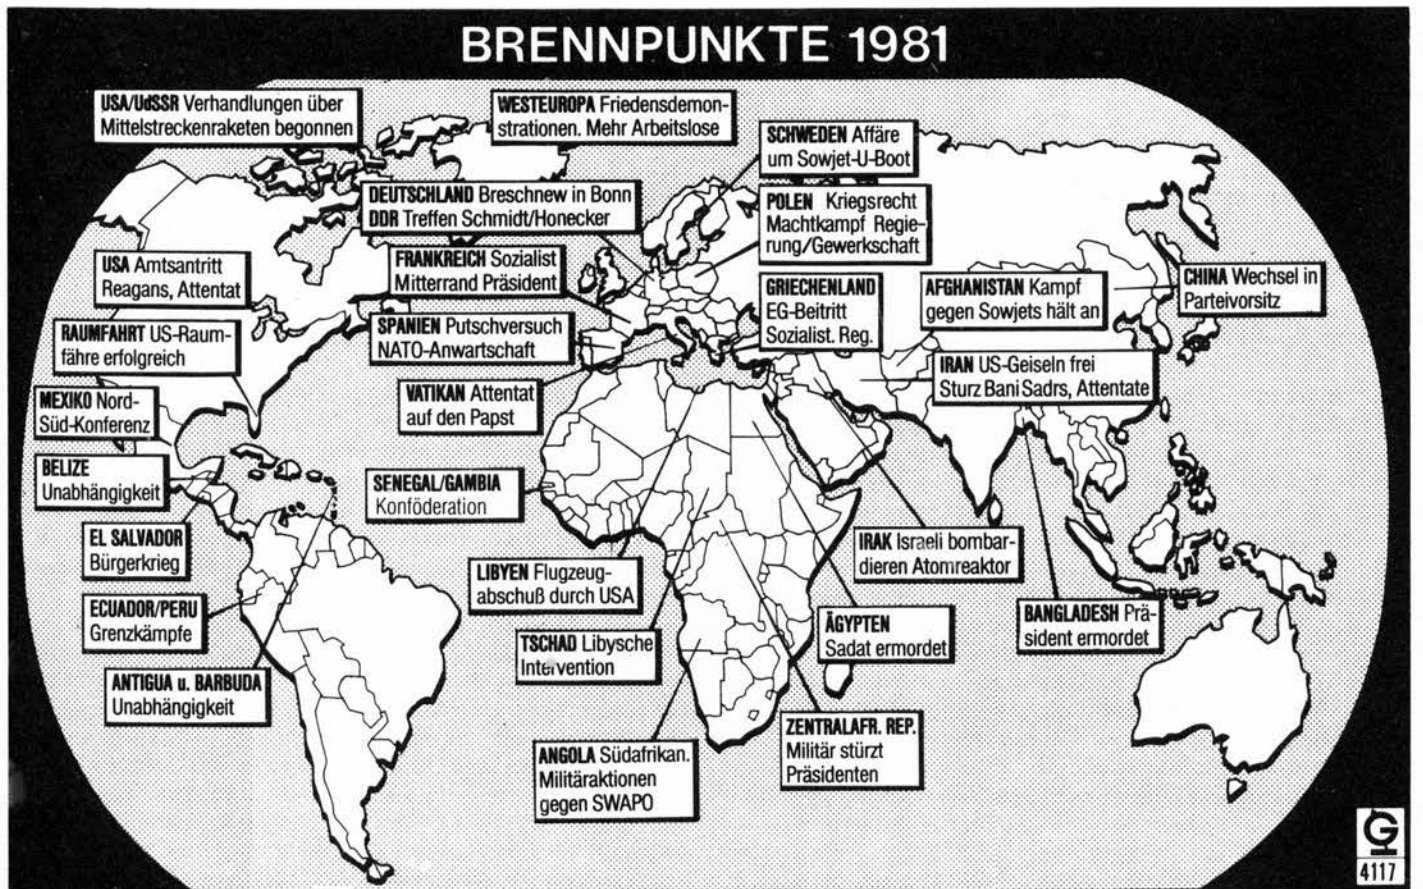 BRENNPUNKTE 1981
USA/UdSSR Verhandlungen über
Mittelstreckenraketen begonnen
WESTEUROPA Friedensdemon-
strationen. Mehr Arbeitslose
SCHWEDEN Affäre
um Sowjet-U-Boot
DEUTSCHLAND Breschnew in Bonn
DDR Treffen Schmidt/Honecker
POLEN Kriegsrecht
Machtkampf Regie-
rung/Gewerkschaft
USA Amtsantritt
Reagans, Attentat
FRANKREICH Sozialist
Mitterrand Präsident
GRIECHENLAND
EG-Beitritt
Sozialist. Reg.
AFGHANISTAN Kampf
gegen Sowjets hält an
CHINA Wechsel in
Parteivorsitz
RAUMFAHRT US-Raum-
fähre erfolgreich
SPANIEN Putschversuch
NATO-Anwartschaft
IRAN US-Geiseln frei
Sturz Bani Sadrs, Attentate
MEXIKO Nord-
Süd-Konferenz
VATIKAN Attentat
auf den Papst
BELIZE
Unabhängigkeit
SENEGAL/GAMBIA
Konföderation
EL SALVADOR
Bürgerkrieg
LIBYEN Flugzeug-
abschuß durch USA
IRAK Israeli bombar-
dieren Atomreaktor
ECUADOR/PERU
Grenzkämpfe
TSCHAD Libysche
Intervention
ÄGYPTEN
Sadat ermordet
BANGLADESH Prä-
sident ermordet
ANTIGUA u. BARBUDA
Unabhängigkeit
ANGOLA Südafrikan.
Militäraktionen
gegen SWAPO
ZENTRALAFR. REP.
Militär stürzt
Präsidenten
G
4117